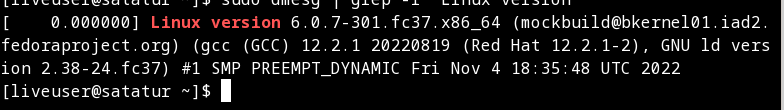 [liveuser@satatur ~]$ sudo dmesg | grep -i "Linux version"
[    0.000000] Linux version 6.0.7-301.fc37.x86_64 (mockbuild@bkernel01.iad2.
fedoraproject.org) (gcc (GCC) 12.2.1 20220819 (Red Hat 12.2.1-2), GNU ld vers
ion 2.38-24.fc37) #1 SMP PREEMPT_DYNAMIC Fri Nov 4 18:35:48 UTC 2022
[liveuser@satatur ~]$